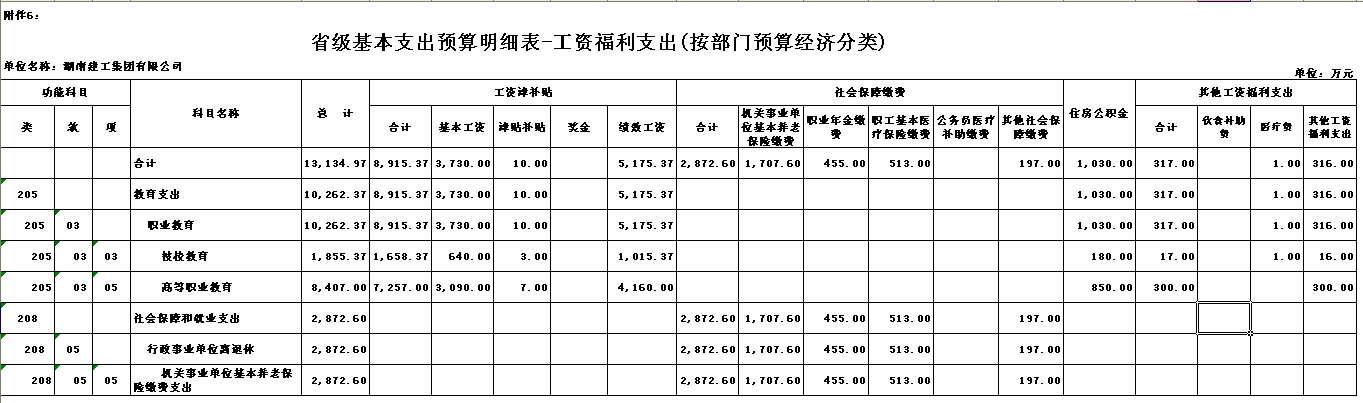 附件6：
省级基本支出预算明细表-工资福利支出(按部门预算经济分类)
单位名称：湖南建工集团有限公司
单位：万元
功能科目 科目名称 总 计 工资津补贴 社会保障缴费 住房公积金 其他工资福利支出
类 款 项 合计 基本工资 津贴补贴 奖金 绩效工资 合计 机关事业单位基本养老保险缴费 职业年金缴费 职工基本医疗保险缴费 公务员医疗补助缴费 其他社会保障缴费 合计 伙食补助费 医疗费 其他工资福利支出
合计 13,134.97 8,915.37 3,730.00 10.00 5,175.37 2,872.60 1,707.60 455.00 513.00 197.00 1,030.00 317.00 1.00 316.00
205 教育支出 10,262.37 8,915.37 3,730.00 10.00 5,175.37 1,030.00 317.00 1.00 316.00
205 03 职业教育 10,262.37 8,915.37 3,730.00 10.00 5,175.37 1,030.00 317.00 1.00 316.00
205 03 03 技校教育 1,855.37 1,658.37 640.00 3.00 1,015.37 180.00 17.00 1.00 16.00
205 03 05 高等职业教育 8,407.00 7,257.00 3,090.00 7.00 4,160.00 850.00 300.00 300.00
208 社会保障和就业支出 2,872.60 2,872.60 1,707.60 455.00 513.00 197.00
208 05 行政事业单位离退休 2,872.60 2,872.60 1,707.60 455.00 513.00 197.00
208 05 05 机关事业单位基本养老保险缴费支出 2,872.60 2,872.60 1,707.60 455.00 513.00 197.00